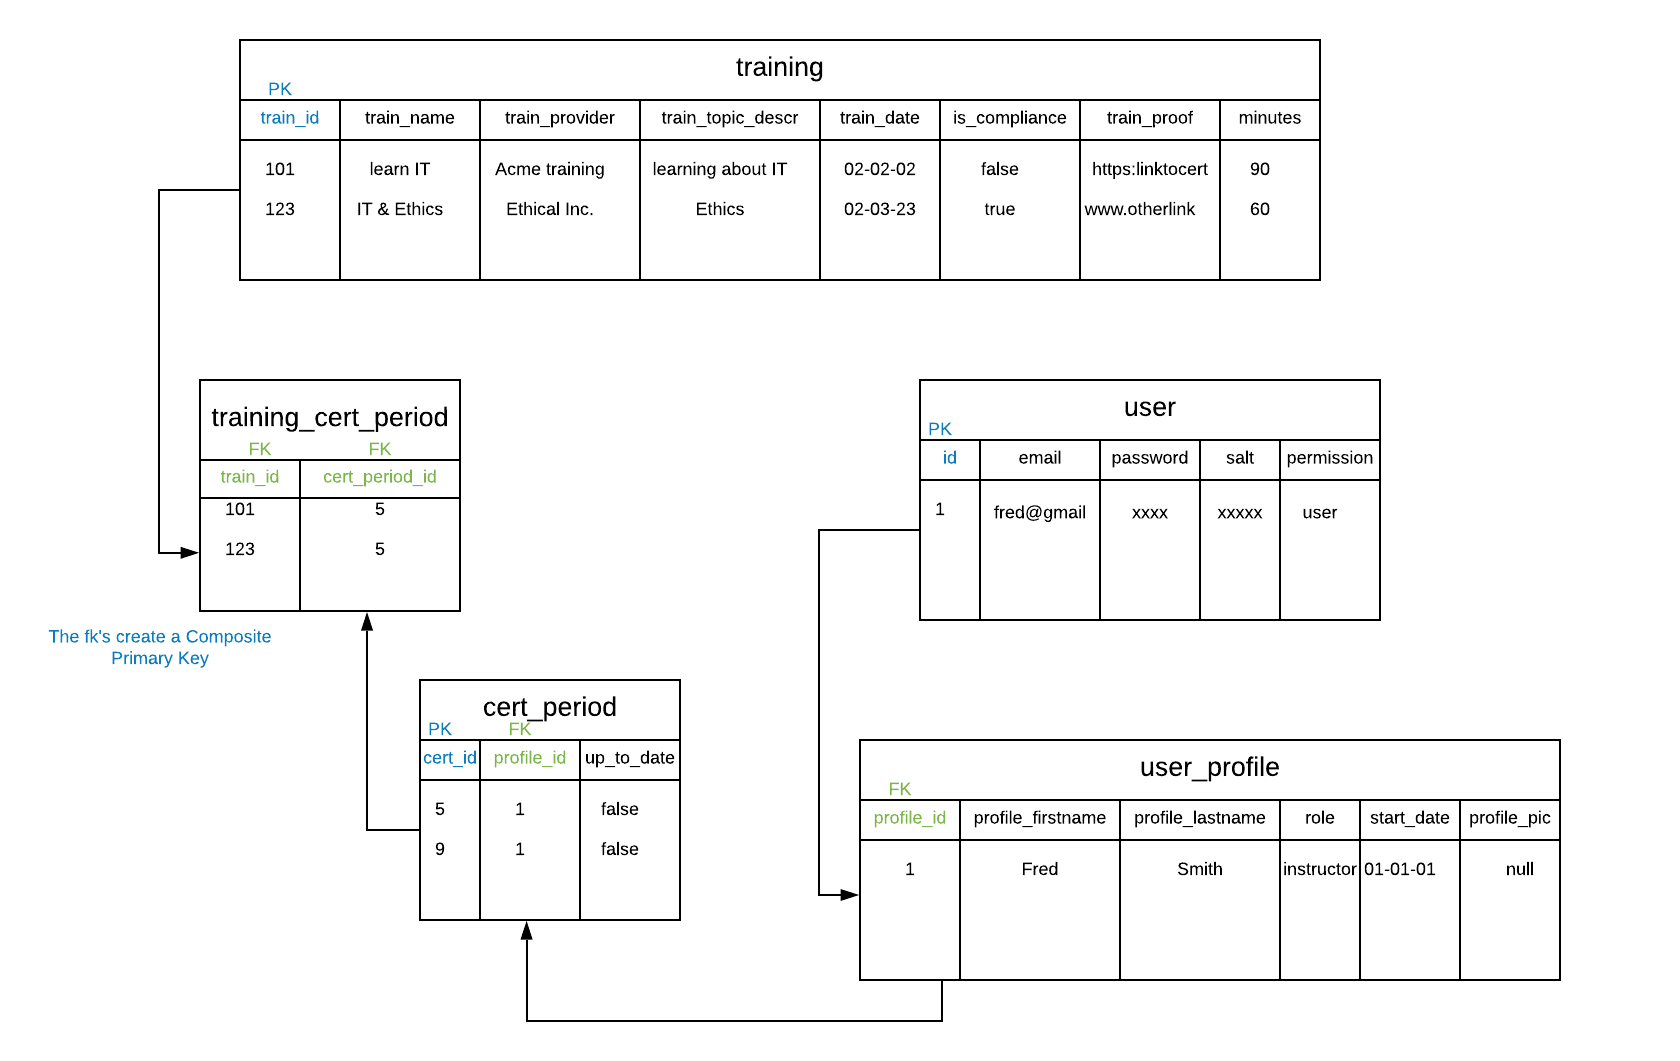 training
PK
train_id train_name train_provider train_topic_descr train_date is_compliance train_proof minutes
101 learn IT Acme training learning about IT 02-02-02 false https:linktocert 90
123 IT & Ethics Ethical Inc. Ethics 02-03-23 true www.otherlink 60
training_cert_period
FK FK
train_id cert_period_id
101 5
123 5
The fk's create a Composite
Primary Key
user
PK
id email password salt permission
1 fred@gmail xxxx xxxxx user
cert_period
PK FK
cert_id profile_id up_to_date
5 1 false
9 1 false
user_profile
FK
profile_id profile_firstname profile_lastname role start_date profile_pic
1 Fred Smith instructor 01-01-01 null